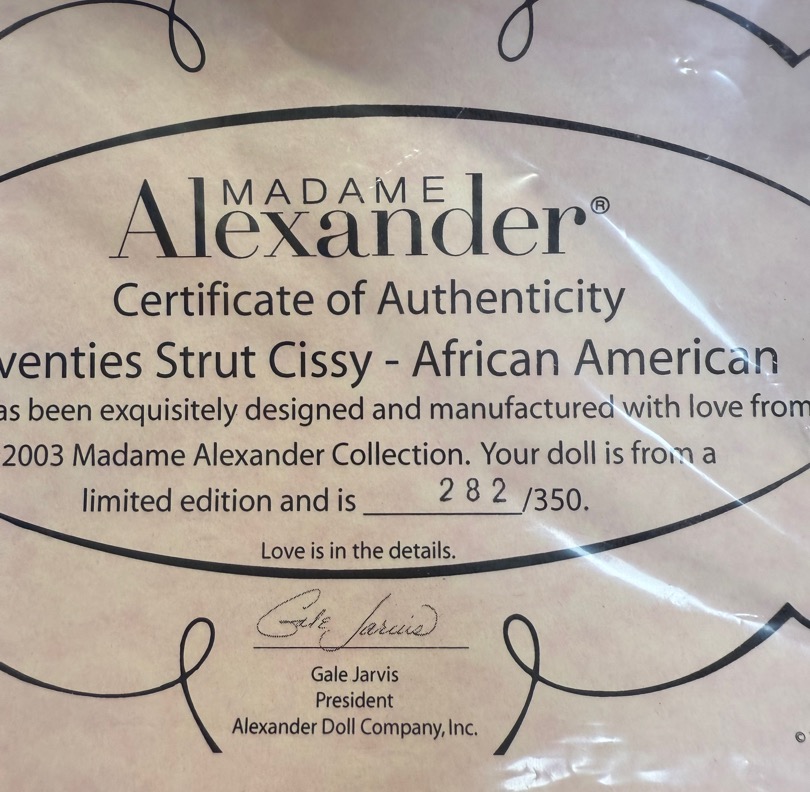 MADAME
Alexander®
Certificate of Authenticity
venties Strut Cissy - African American
as been exquisitely designed and manufactured with love from
2003 Madame Alexander Collection. Your doll is from a
limited edition and is 282/350.
Love is in the details.
Gale Jarvis
Gale Jarvis
President
Alexander Doll Company, Inc.
©